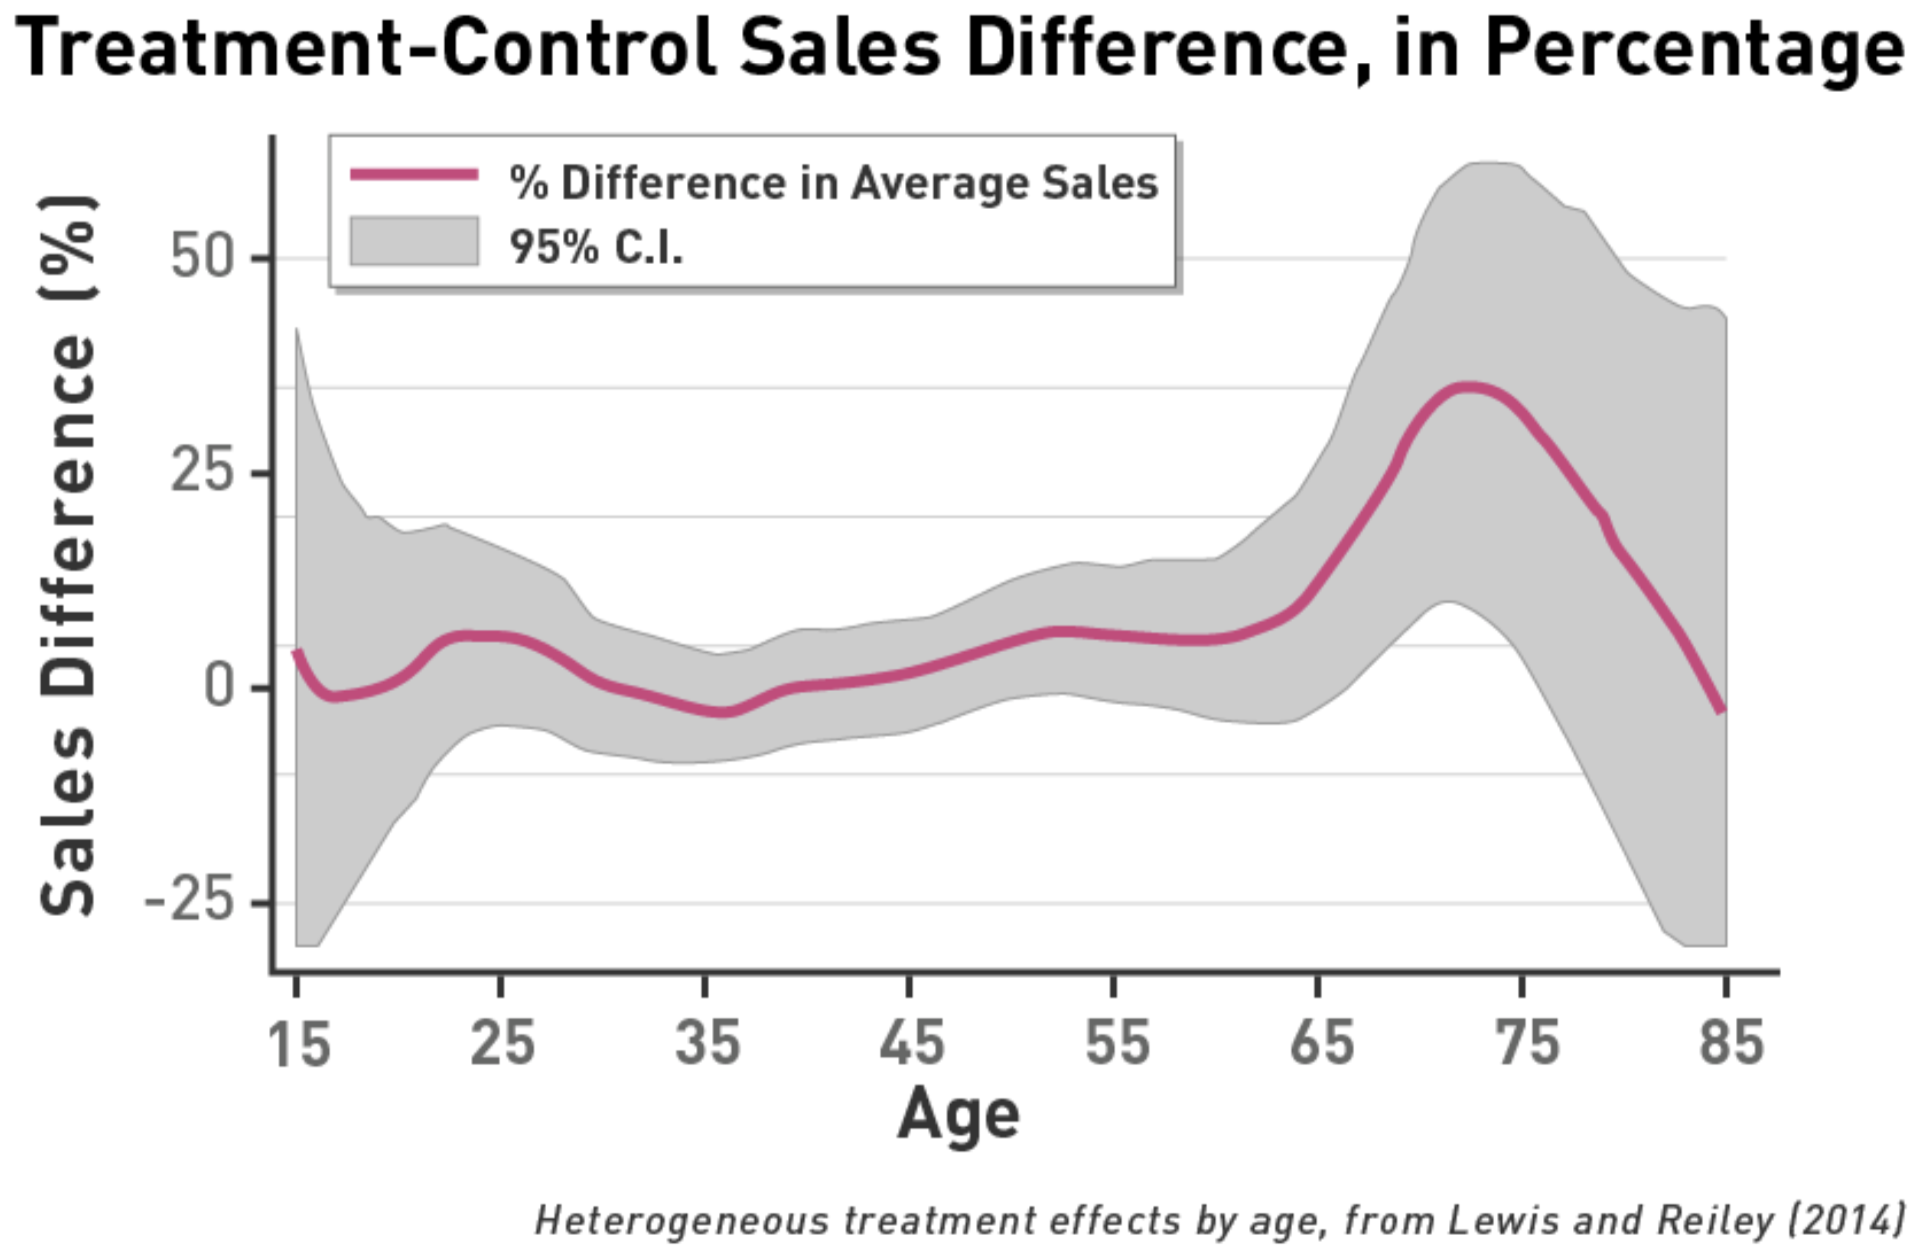 Treatment-Control Sales Difference, in Percentage
% Difference in Average Sales
95% C.I.
Sales Difference (%)
50
25
0
-25
15 25 35 45 55 65 75 85
Age
Heterogeneous treatment effects by age, from Lewis and Reiley (2014)